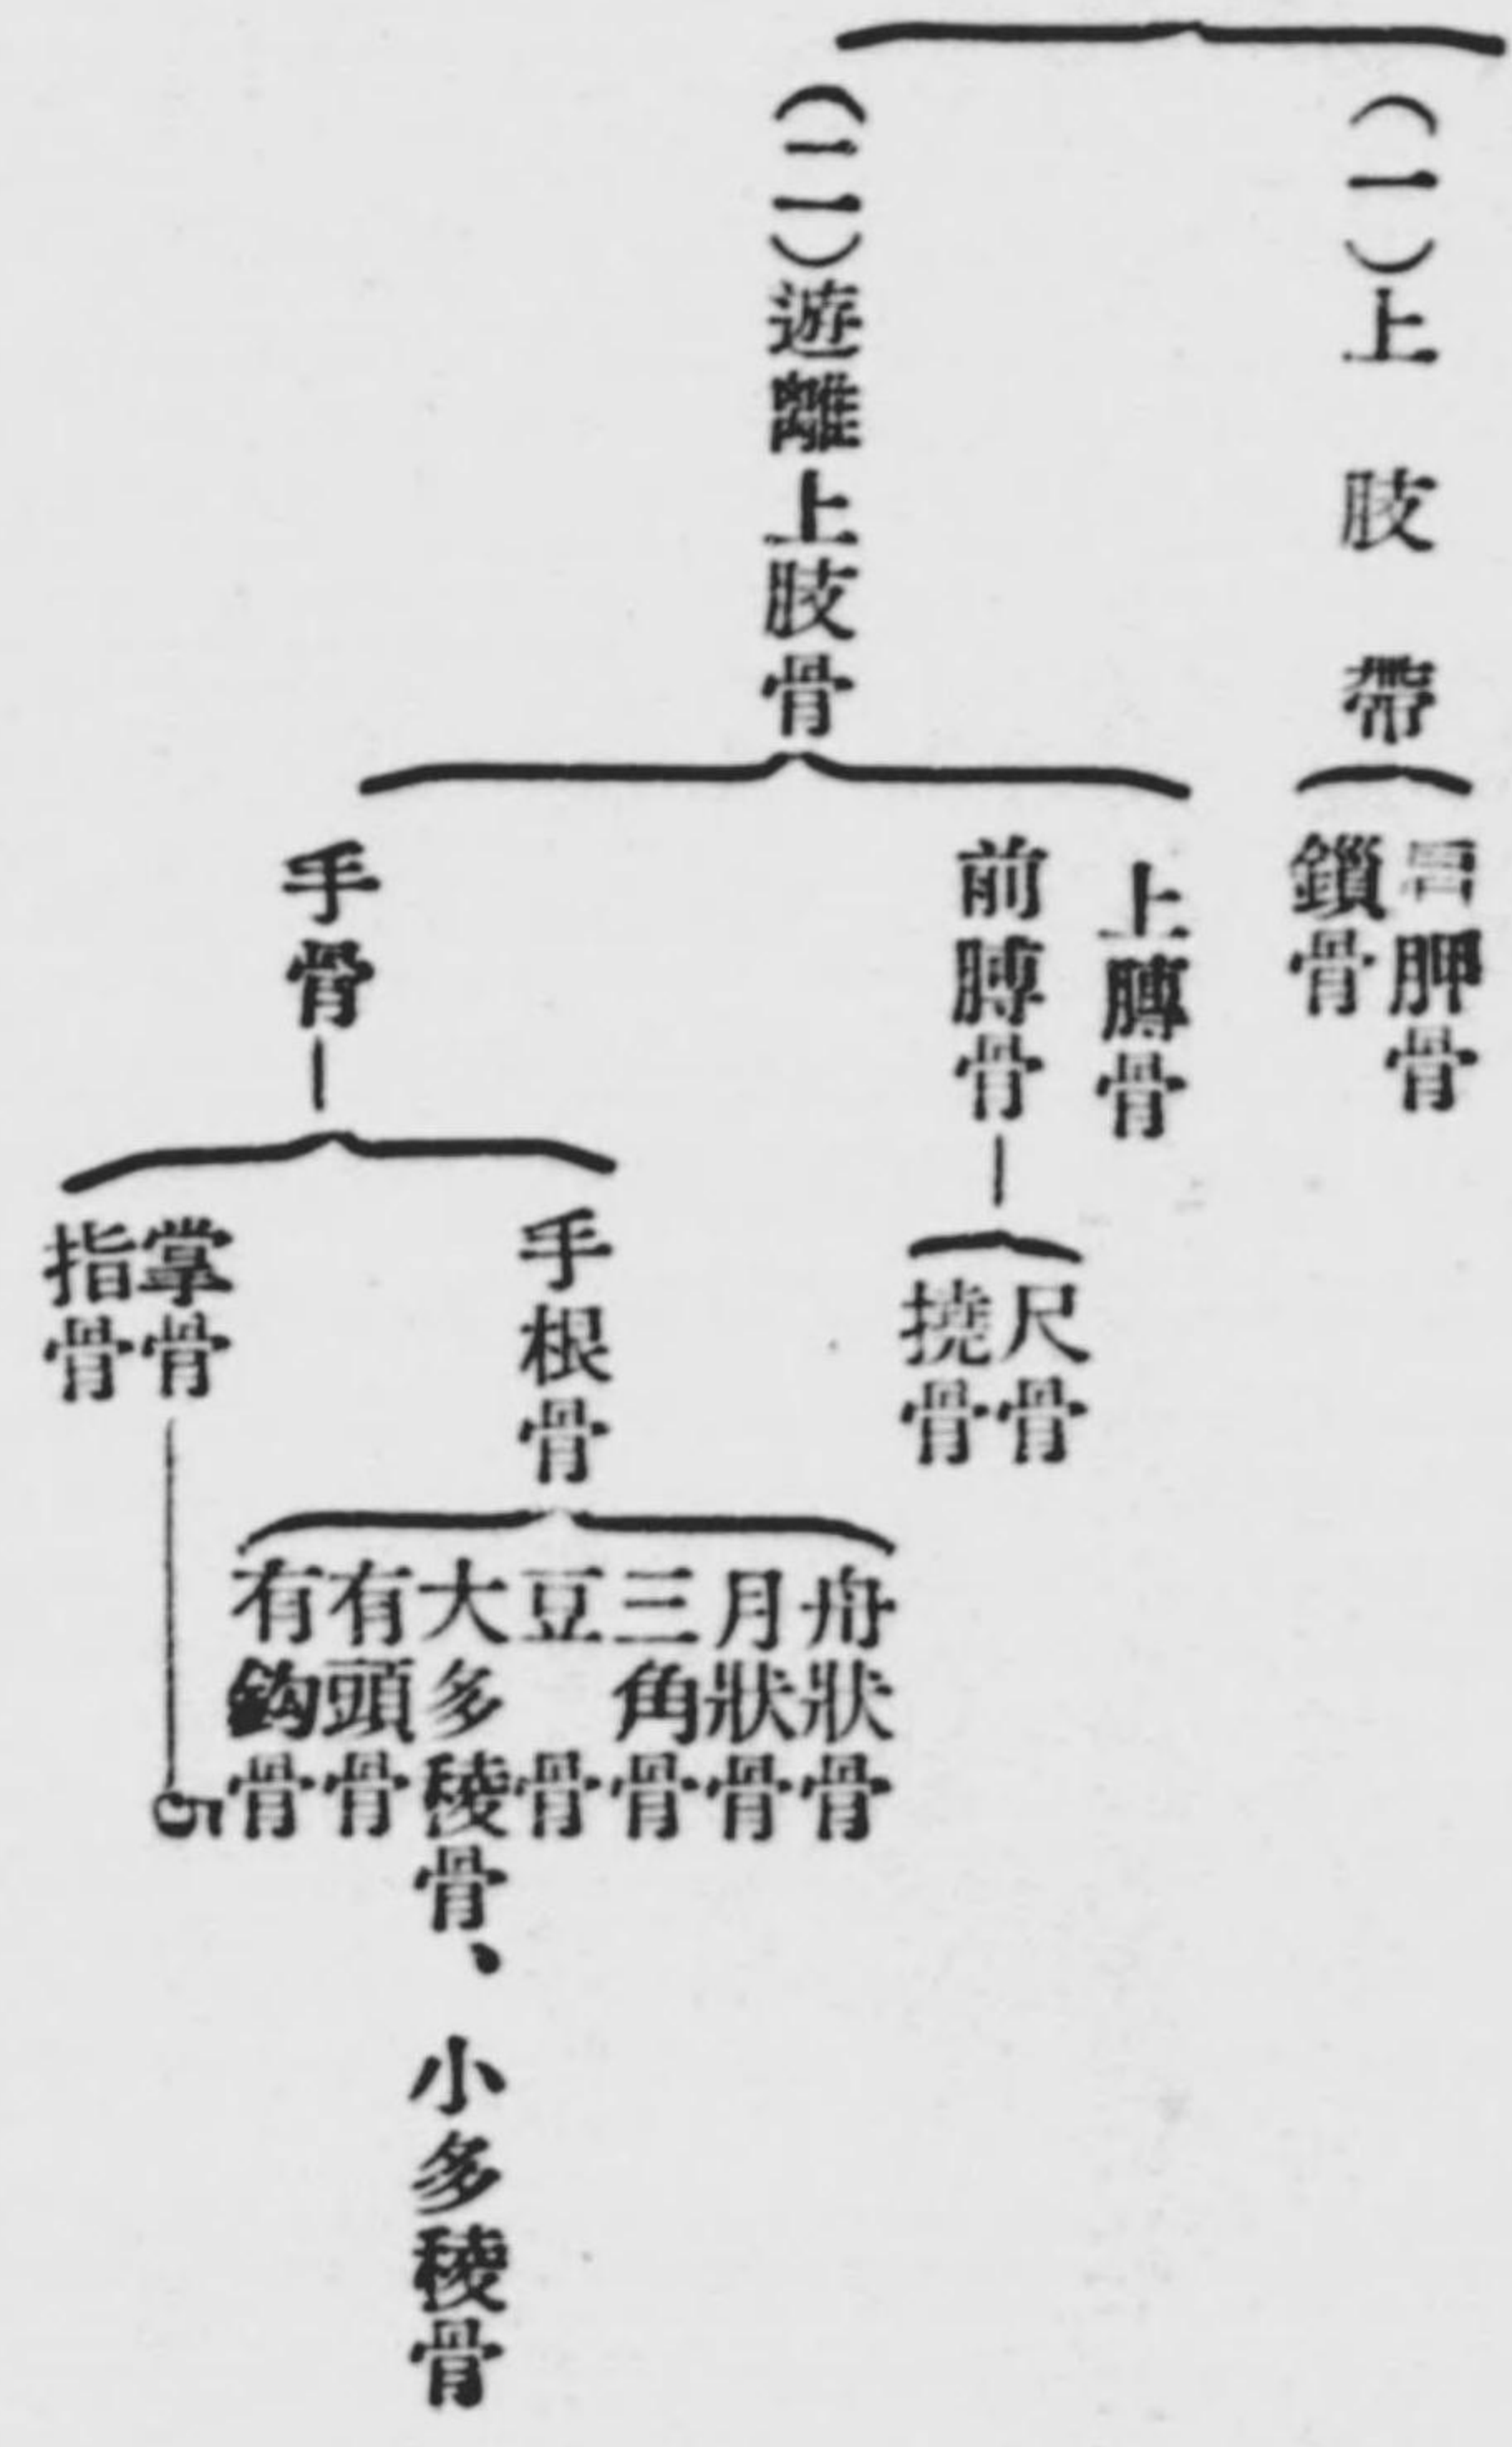 (一)上肢帶
胛骨
鎖骨
(二)遊離上肢骨
上膊骨
前膊骨
尺骨
撓骨
手骨
手根骨
舟狀骨
月狀骨
三角骨
豆骨
大多稜骨、小多稜骨
有頭骨
有鈎骨
掌骨
5
指骨